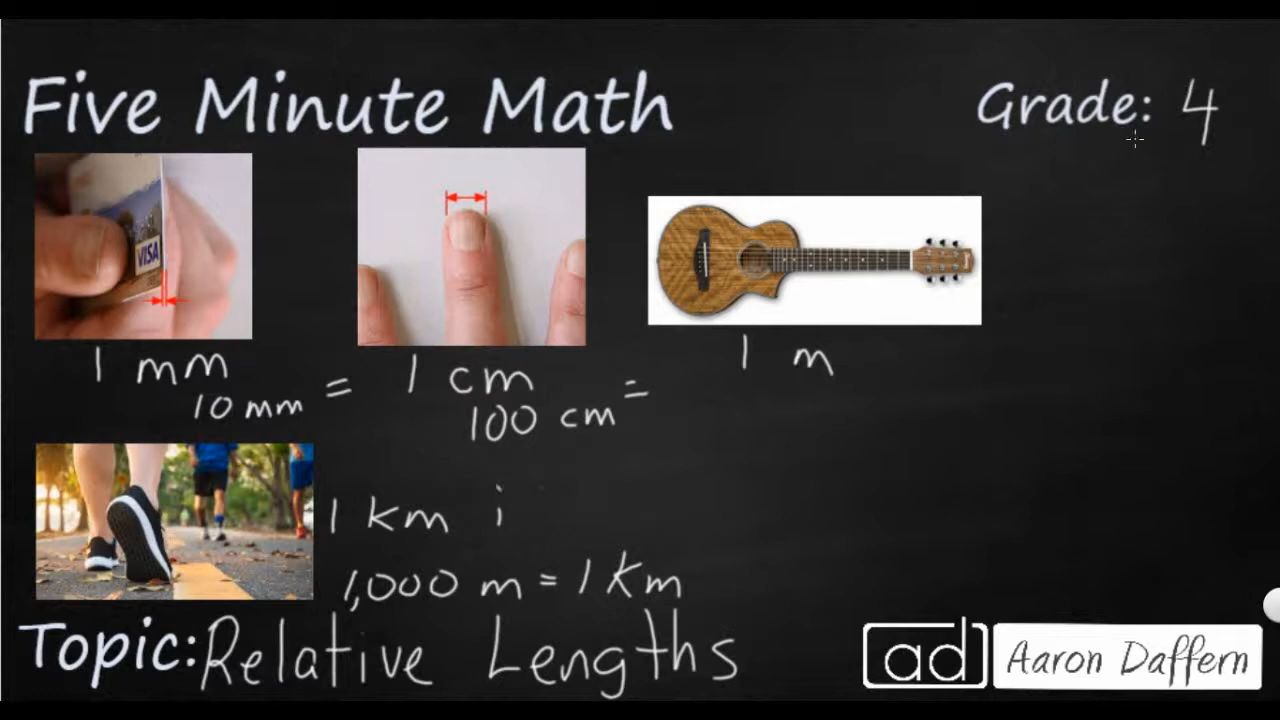 Five Minute Math
Grade: 4
VISA
1 mm
10 mm = 1 cm
100 cm = 1 m
1 km i
1,000 m = 1 km
Topic: Relative Lengths
ad Aaron Daffern